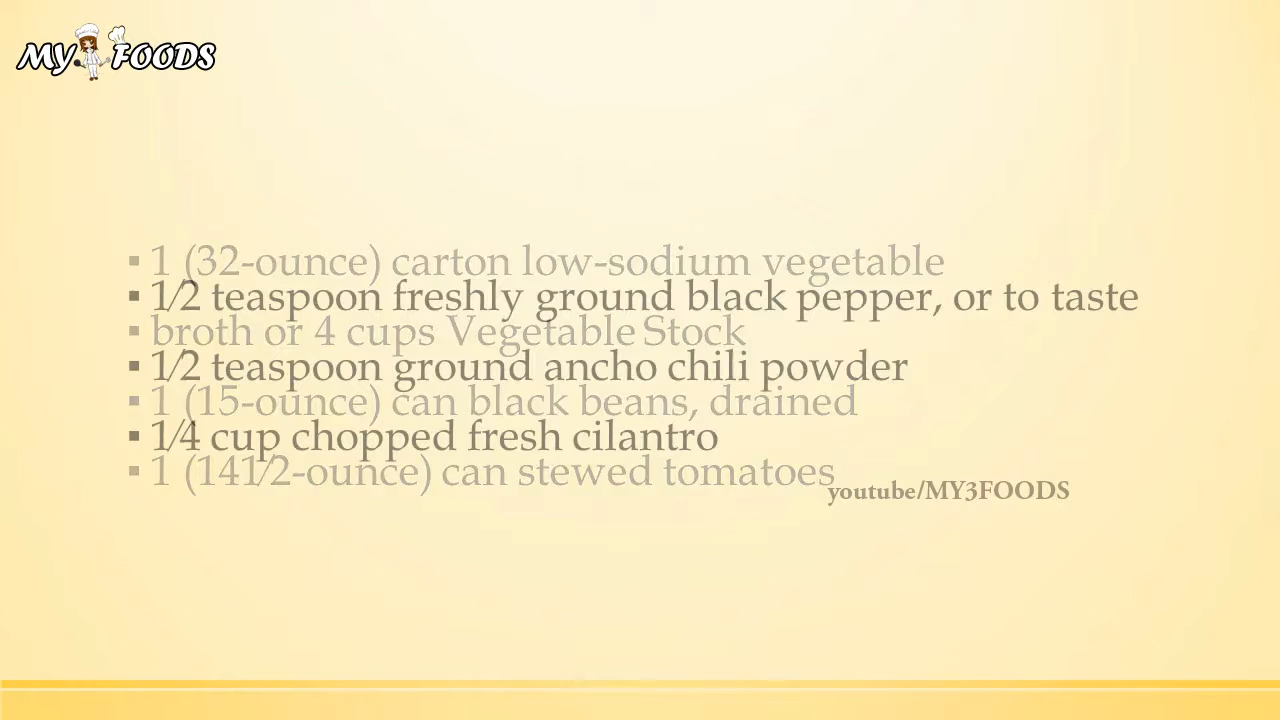 MY FOODS
▪ 1 (32-ounce) carton low-sodium vegetable
▪ 1⁄2 teaspoon freshly ground black pepper, or to taste
▪ broth or 4 cups Vegetable Stock
▪ 1⁄2 teaspoon ground ancho chili powder
▪ 1 (15-ounce) can black beans, drained
▪ 1⁄4 cup chopped fresh cilantro
▪ 1 (141⁄2-ounce) can stewed tomatoes
youtube/MY3FOODS